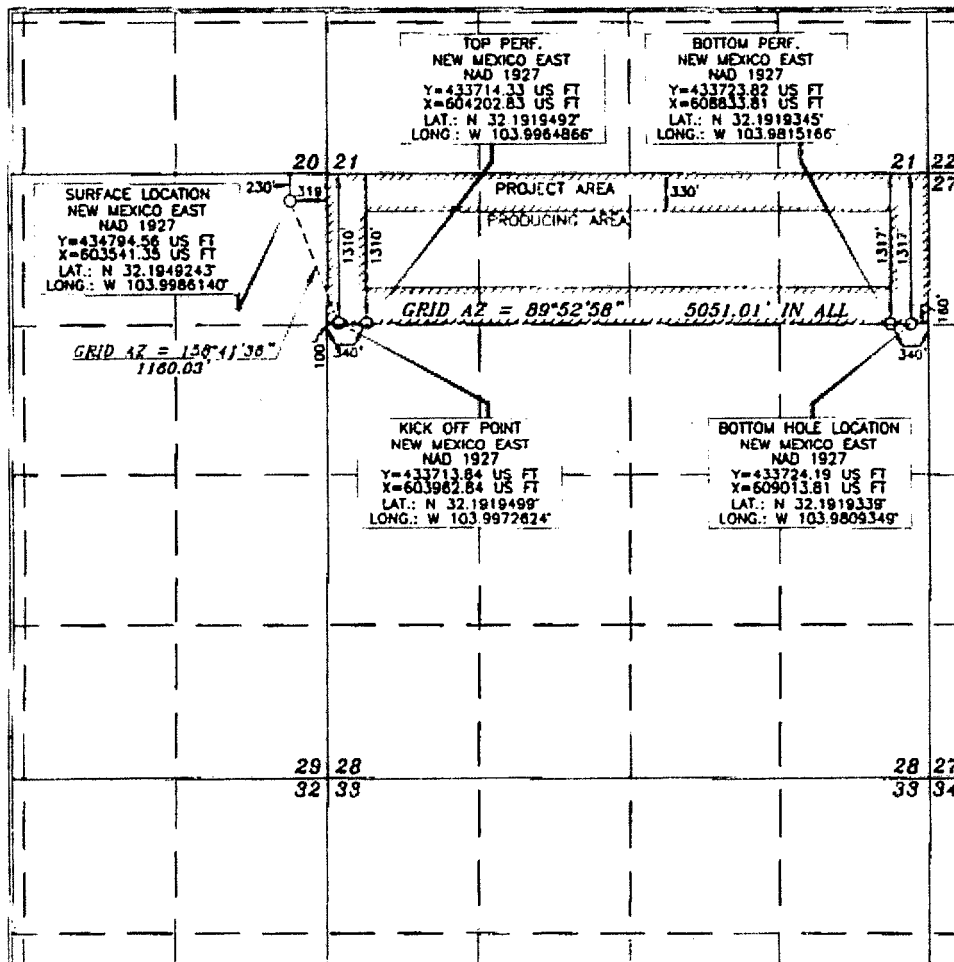 TOP PERF.
NEW MEXICO EAST
NAD 1927
Y=433714.33 US FT
X=604202.83 US FT
LAT.: N 32.1919492°
LONG.: W 103.9964866°
BOTTOM PERF.
NEW MEXICO EAST
NAD 1927
Y=433723.82 US FT
X=608833.81 US FT
LAT.: N 32.1919345°
LONG.: W 103.9815166°
20 21
21 22
27
SURFACE LOCATION
NEW MEXICO EAST
NAD 1927
Y=434794.56 US FT
X=603541.35 US FT
LAT.: N 32.1949243°
LONG.: W 103.9986140°
230'
319
PROJECT AREA
330'
PRODUCING AREA
1310'
1310'
1317'
1317'
160'
GRID AZ = 89°52'58" 5051.01' IN ALL
GRID AZ = 158°41'38"
1160.03'
100'
340'
340'
KICK OFF POINT
NEW MEXICO EAST
NAD 1927
Y=433713.84 US FT
X=603962.84 US FT
LAT.: N 32.1919499°
LONG.: W 103.9972624°
BOTTOM HOLE LOCATION
NEW MEXICO EAST
NAD 1927
Y=433724.19 US FT
X=609013.81 US FT
LAT.: N 32.1919339°
LONG.: W 103.9809349°
29 28
32 33
28 27
33 34